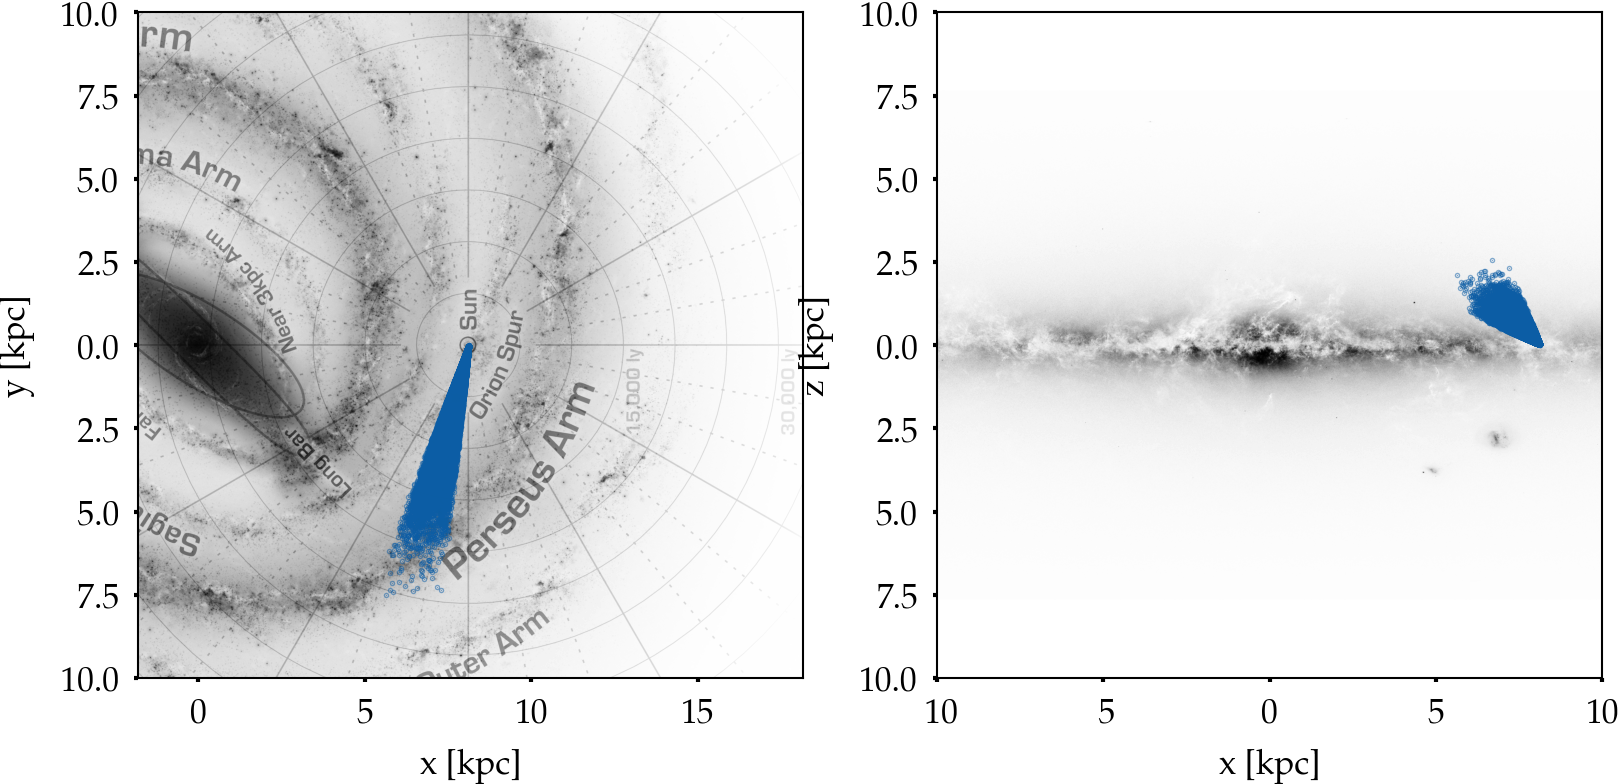 10.0
7.5
5.0
2.5
0.0
2.5
5.0
7.5
10.0
y [kpc]
0
5
10
15
x [kpc]
rm
ma Arm
Near 3kpc Arm
Sun
Orion Spur
15,000 ly
30,000 ly
Far
Long Bar
Perseus Arm
Sagi
Outer Arm
10.0
7.5
5.0
2.5
0.0
2.5
5.0
7.5
10.0
z [kpc]
10
5
0
5
10
x [kpc]